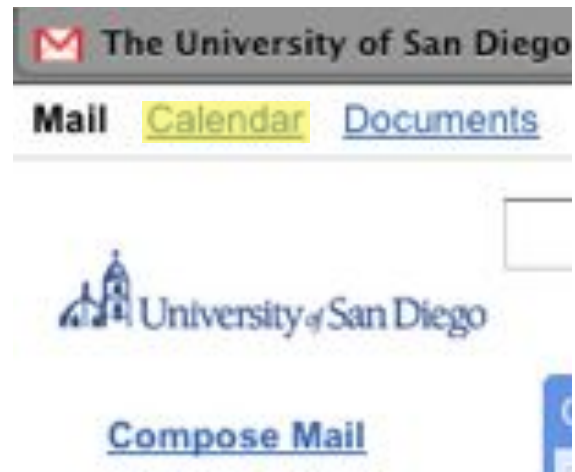 The University of San Diego
Mail Calendar Documents
University of San Diego
Compose Mail